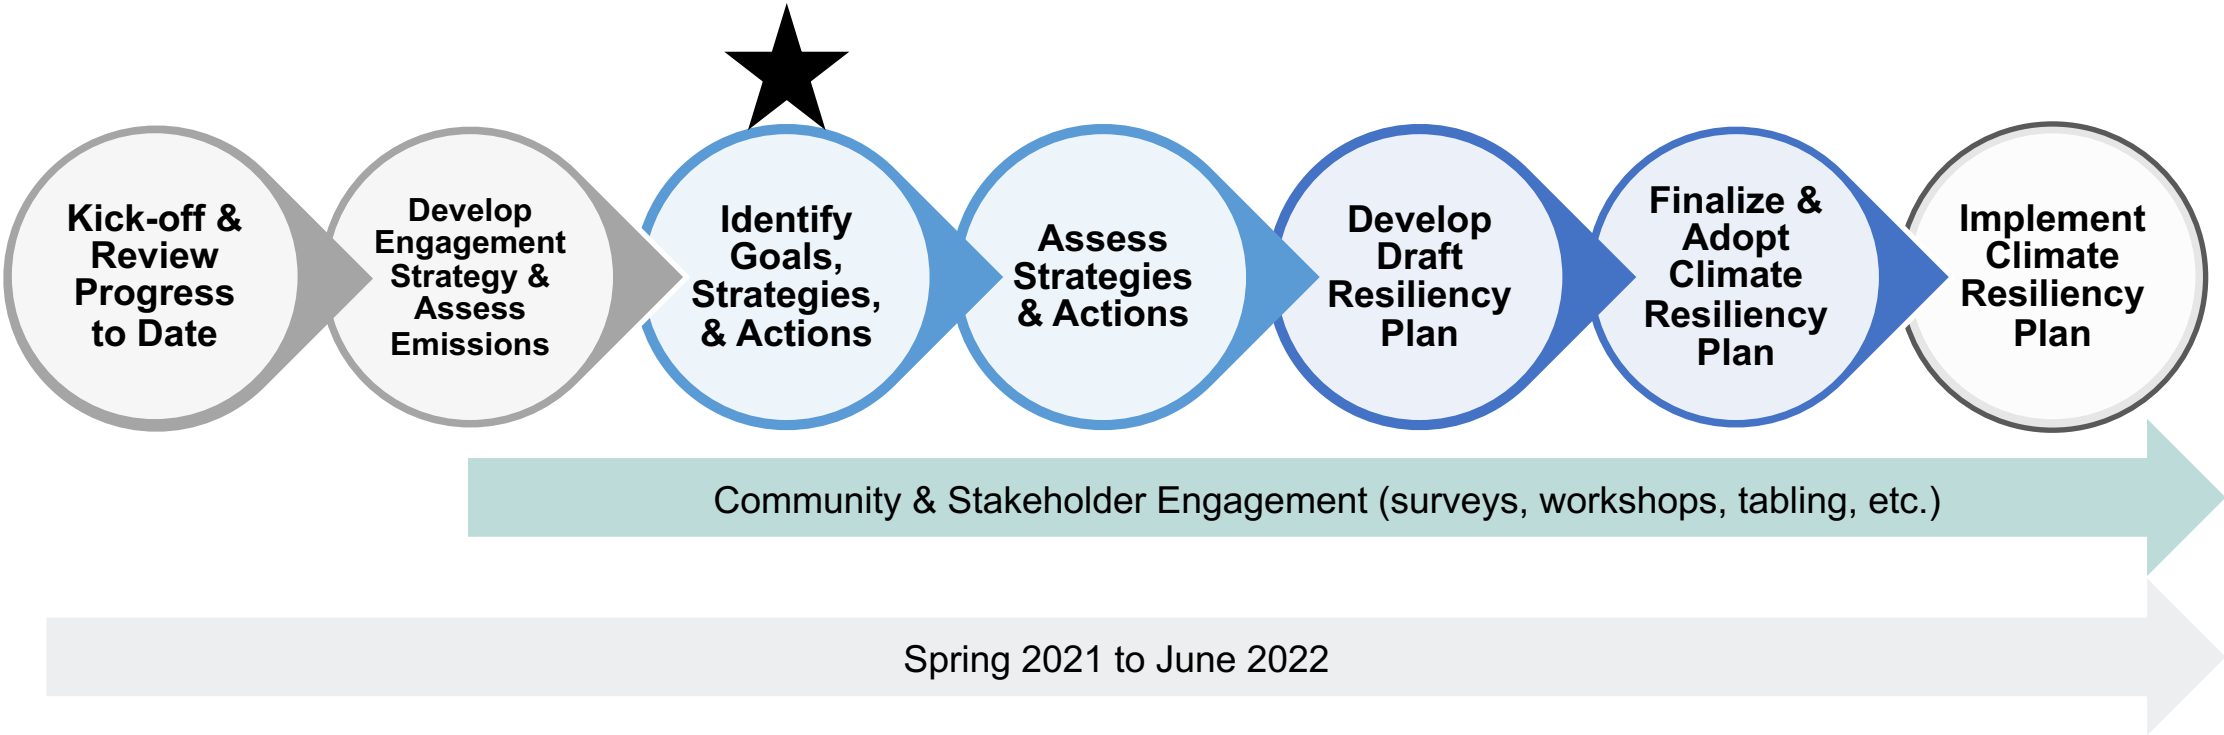 Kick-off &
Review
Progress
to Date
Develop
Engagement
Strategy &
Assess
Emissions
Identify
Goals,
Strategies,
& Actions
Assess
Strategies
& Actions
Develop
Draft
Resiliency
Plan
Finalize &
Adopt
Climate
Resiliency
Plan
Implement
Climate
Resiliency
Plan
Community & Stakeholder Engagement (surveys, workshops, tabling, etc.)
Spring 2021 to June 2022